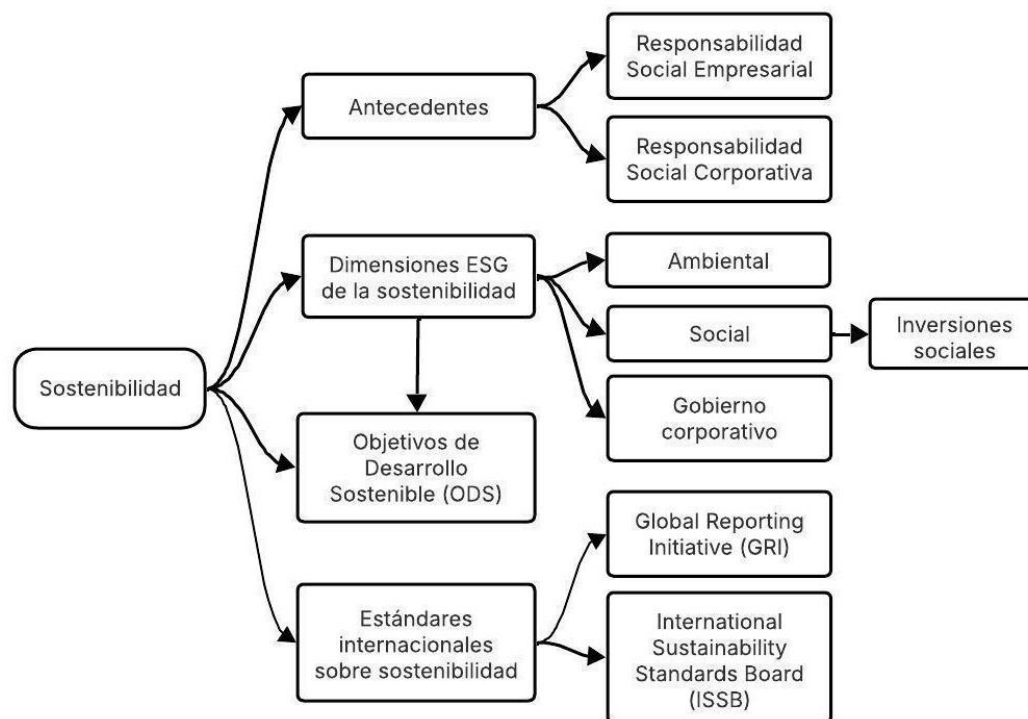 Sostenibilidad
Antecedentes
Responsabilidad
Social Empresarial
Responsabilidad
Social Corporativa
Dimensiones ESG
de la sostenibilidad
Ambiental
Social
Inversiones
sociales
Gobierno
corporativo
Objetivos de
Desarrollo
Sostenible (ODS)
Estándares
internacionales
sobre sostenibilidad
Global Reporting
Initiative (GRI)
International
Sustainability
Standards Board
(ISSB)